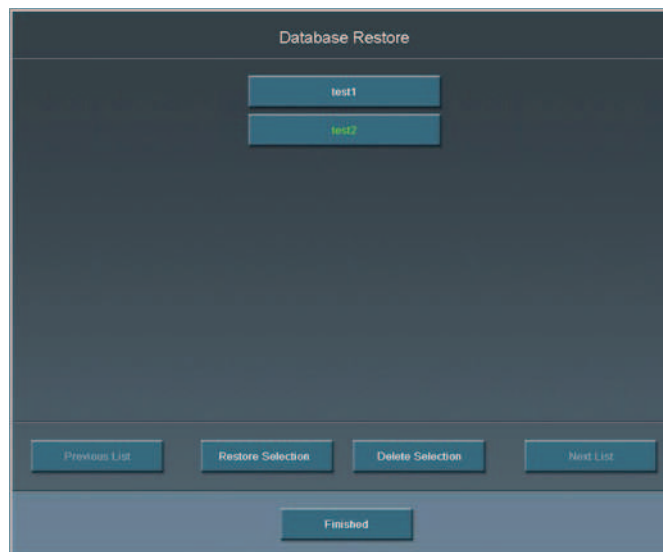 Database Restore
test1
test2
Previous List
Restore Selection
Delete Selection
Next List
Finished